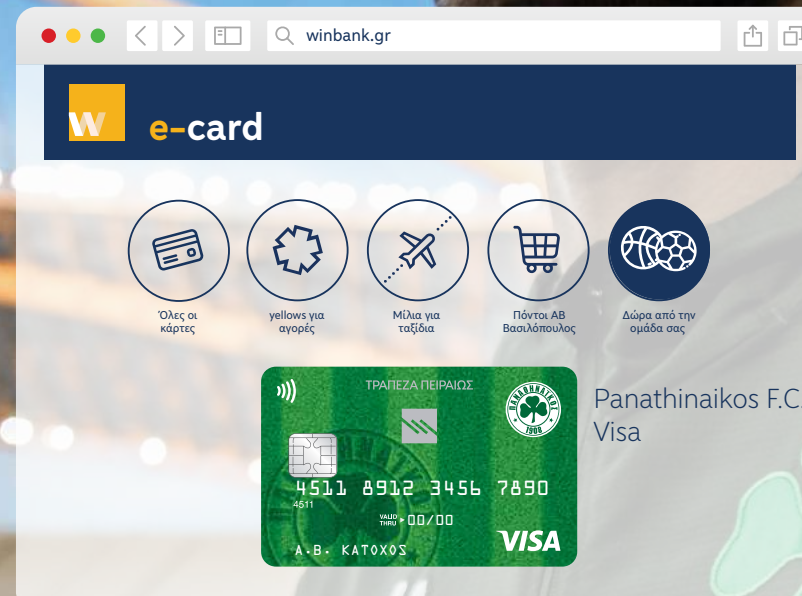 winbank.gr
w e-card
Όλες οι
κάρτες
yellows για
αγορές
Μίλια για
ταξίδια
Πόντοι ΑΒ
Βασιλόπουλος
Δώρα από την
ομάδα σας
ΤΡΑΠΕΖΑ ΠΕΙΡΑΙΩΣ
ΠΑΝΑΘΗΝΑΪΚΟΣ
1908
4511 8912 3456 7890
4511
VALID
THRU
00/00
VISA
Α.Β. ΚΑΤΟΧΟΣ
Panathinaikos F.C.
Visa